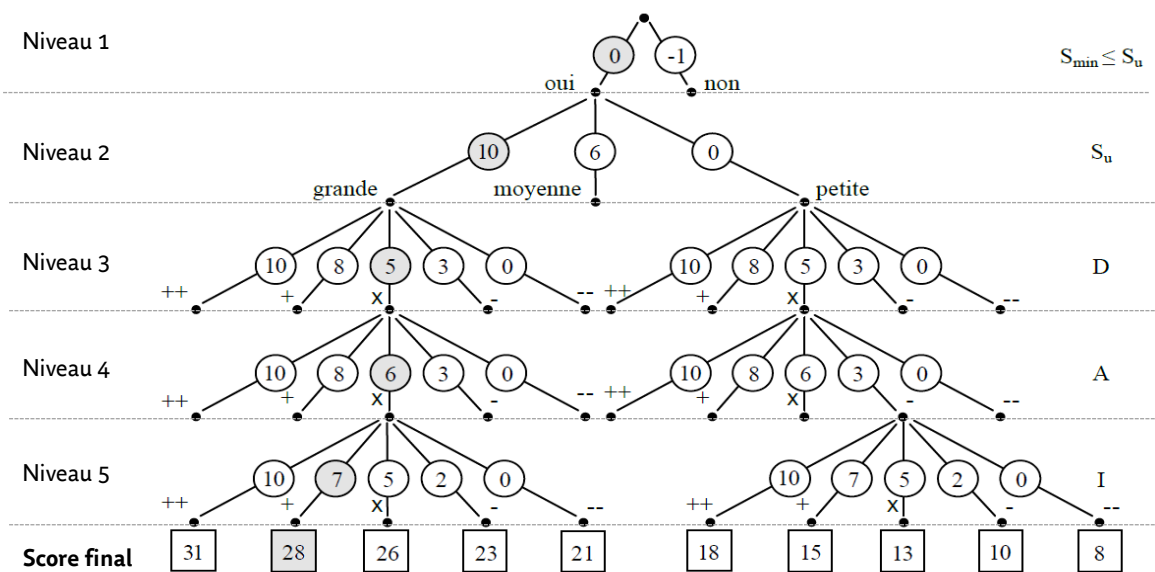 Niveau 1
0 -1
S_min ≤ S_u
oui non
Niveau 2
10 6 0
S_u
grande moyenne petite
Niveau 3
10 8 5 3 0 10 8 5 3 0
D
++ + x - -- ++ + x - --
Niveau 4
10 8 6 3 0 10 8 6 3 0
A
++ + x - -- ++ + x - --
Niveau 5
10 7 5 2 0 10 7 5 2 0
I
++ + x - -- ++ + x - --
Score final
31 28 26 23 21 18 15 13 10 8